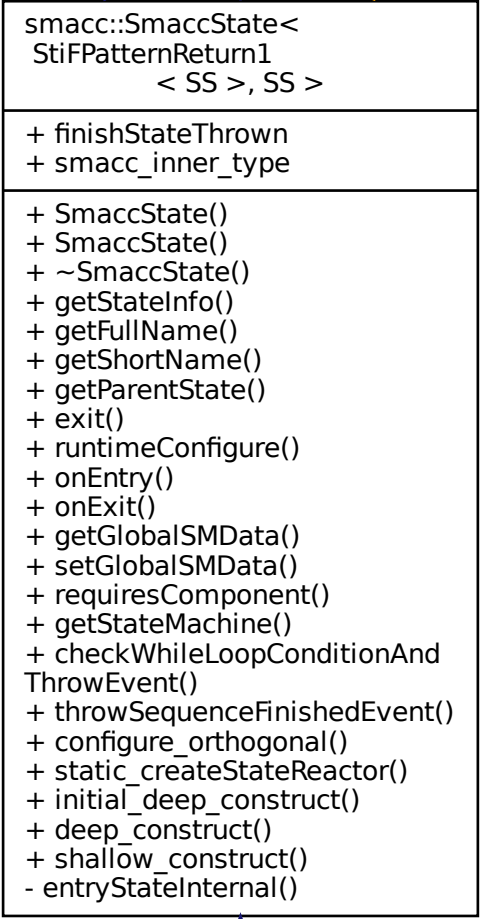 smacc::SmaccState<
StiFPatternReturn1
< SS >, SS >
+ finishStateThrown
+ smacc_inner_type
+ SmaccState()
+ SmaccState()
+ ~SmaccState()
+ getStateInfo()
+ getFullName()
+ getShortName()
+ getParentState()
+ exit()
+ runtimeConfigure()
+ onEntry()
+ onExit()
+ getGlobalSMData()
+ setGlobalSMData()
+ requiresComponent()
+ getStateMachine()
+ checkWhileLoopConditionAnd
ThrowEvent()
+ throwSequenceFinishedEvent()
+ configure_orthogonal()
+ static_createStateReactor()
+ initial_deep_construct()
+ deep_construct()
+ shallow_construct()
- entryStateInternal()